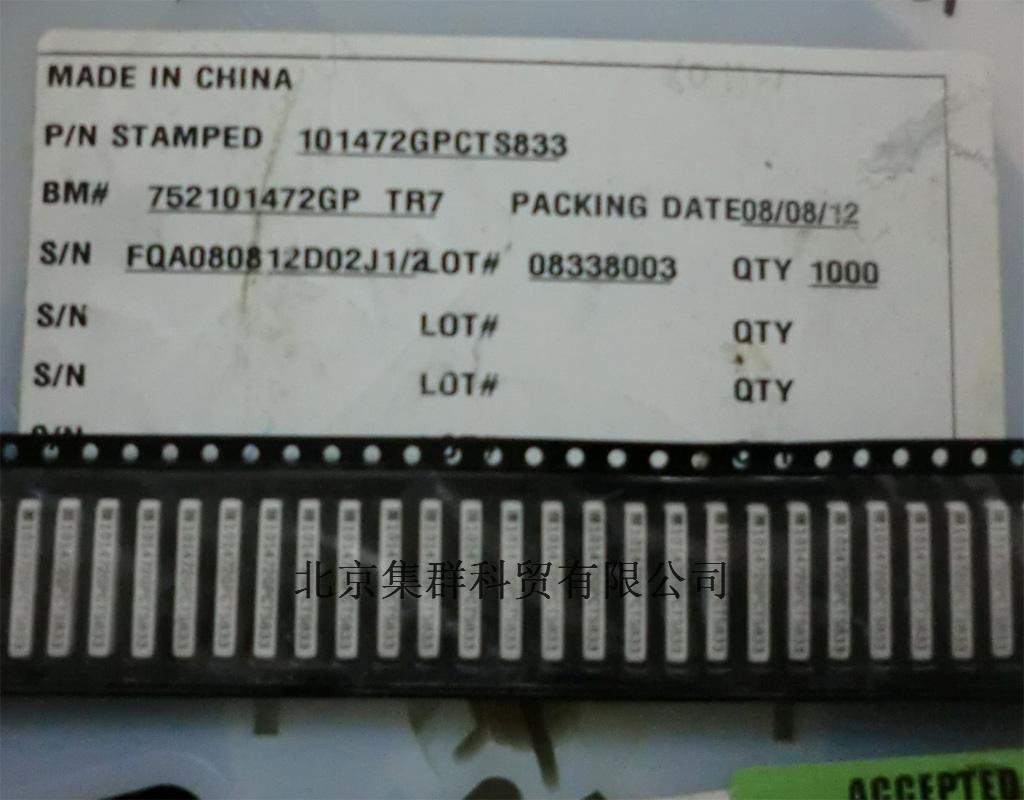 MADE IN CHINA
P/N STAMPED 101472GPCTS833
BM# 752101472GP TR7 PACKING DATE 08/08/12
S/N FQA080812D02J1/2 LOT# 08338003 QTY 1000
S/N LOT# QTY
S/N LOT# QTY
S/N
北京集群科贸有限公司
ACCEPTED